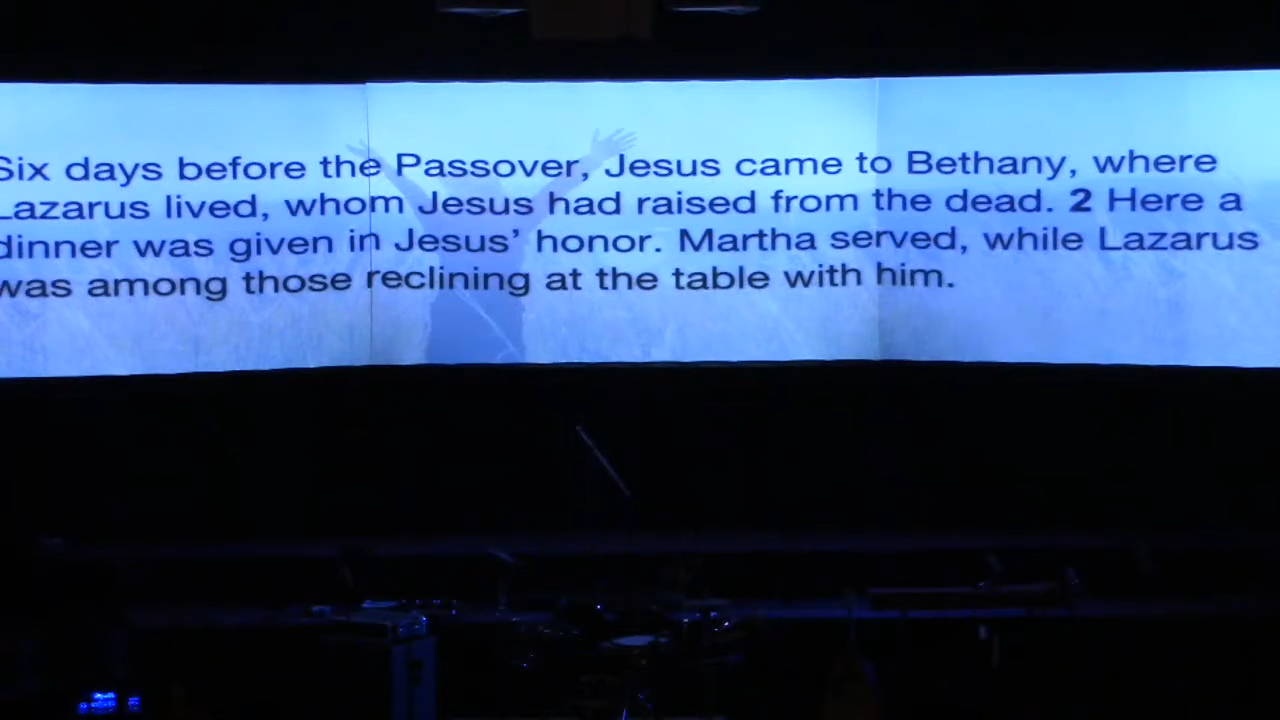 Six days before the Passover, Jesus came to Bethany, where
Lazarus lived, whom Jesus had raised from the dead. 2 Here a
dinner was given in Jesus’ honor. Martha served, while Lazarus
was among those reclining at the table with him.